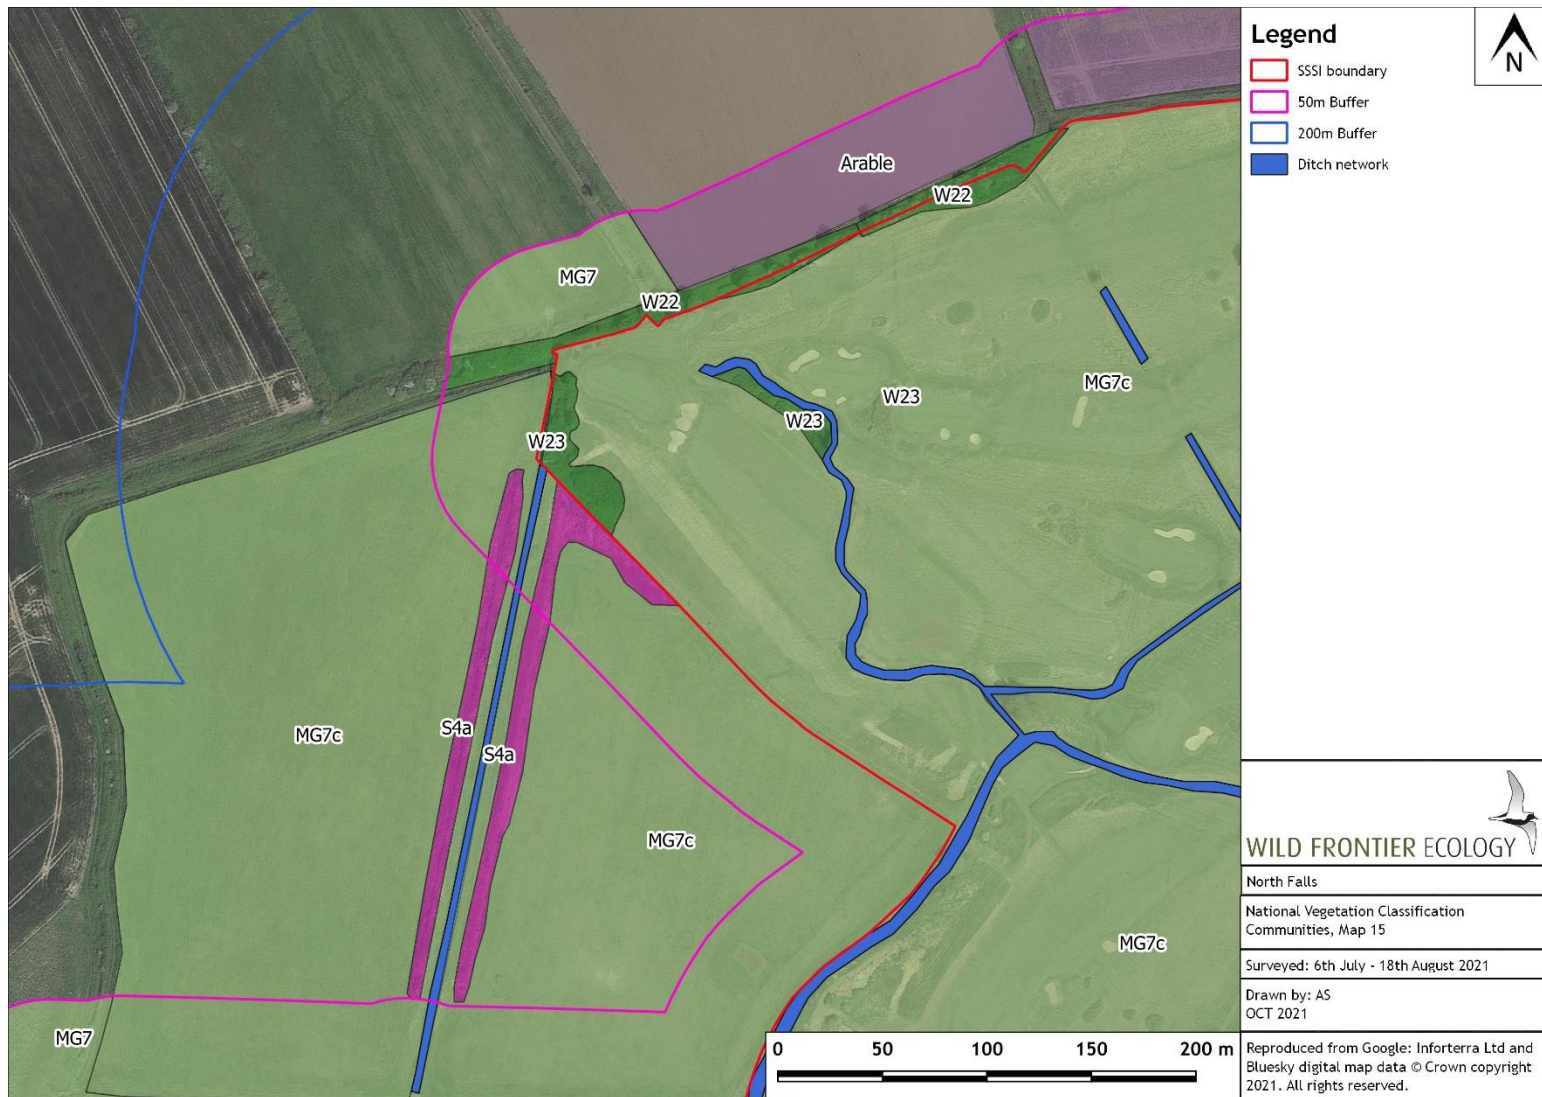 Arable
W22
MG7
W22
MG7c
W23
W23
W23
MG7c
S4a
S4a
MG7c
MG7c
MG7
0 50 100 150 200 m
Legend
SSSI boundary
50m Buffer
200m Buffer
Ditch network
N
WILD FRONTIER ECOLOGY
North Falls
National Vegetation Classification
Communities, Map 15
Surveyed: 6th July - 18th August 2021
Drawn by: AS
OCT 2021
Reproduced from Google: Inforterra Ltd and
Bluesky digital map data © Crown copyright
2021. All rights reserved.